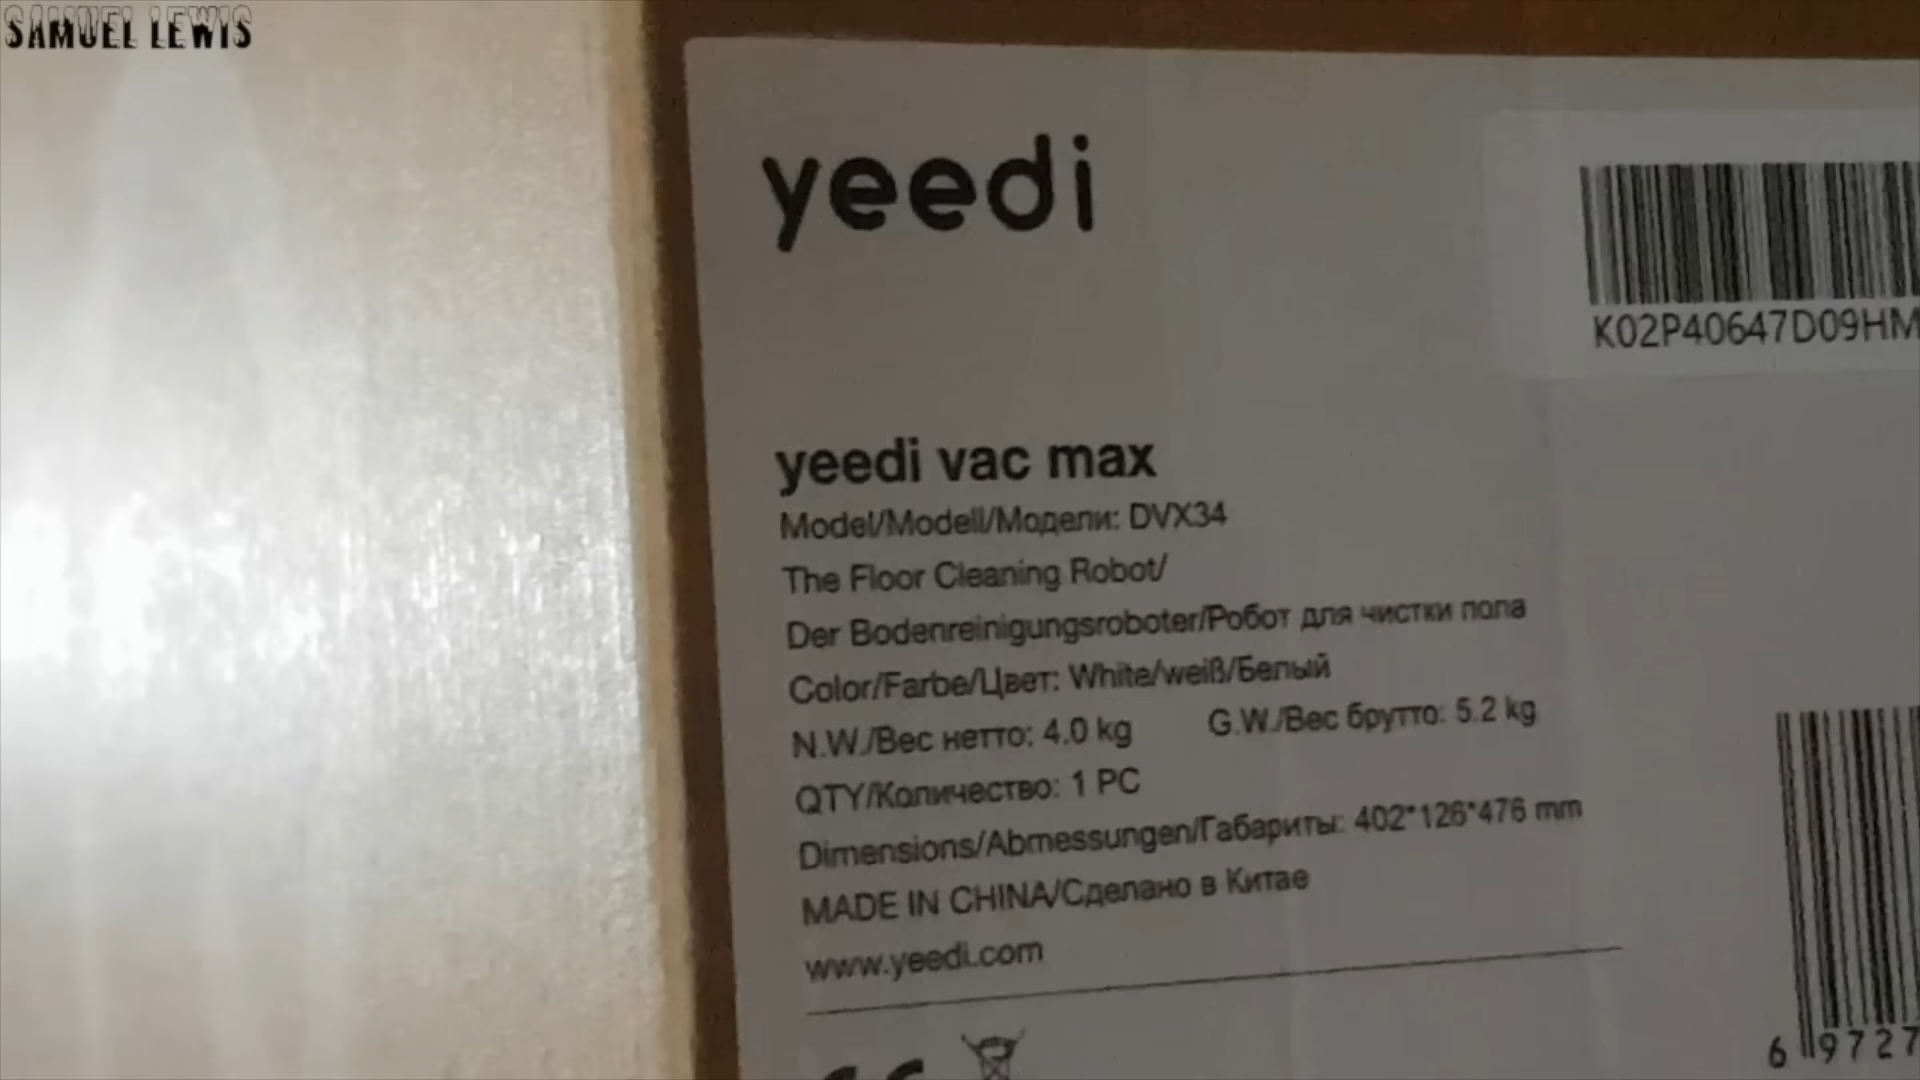 SAMUEL LEWIS
yeedi
K02P40647D09HM
yeedi vac max
Model/Modell/Модели: DVX34
The Floor Cleaning Robot/
Der Bodenreinigungsroboter/Робот для чистки пола
Color/Farbe/Цвет: White/weiß/Белый
N.W./Вес нетто: 4.0 kg G.W./Вес брутто: 5.2 kg
QTY/Количество: 1 PC
Dimensions/Abmessungen/Габариты: 402*126*476 mm
MADE IN CHINA/Сделано в Китае
www.yeedi.com
6 9727